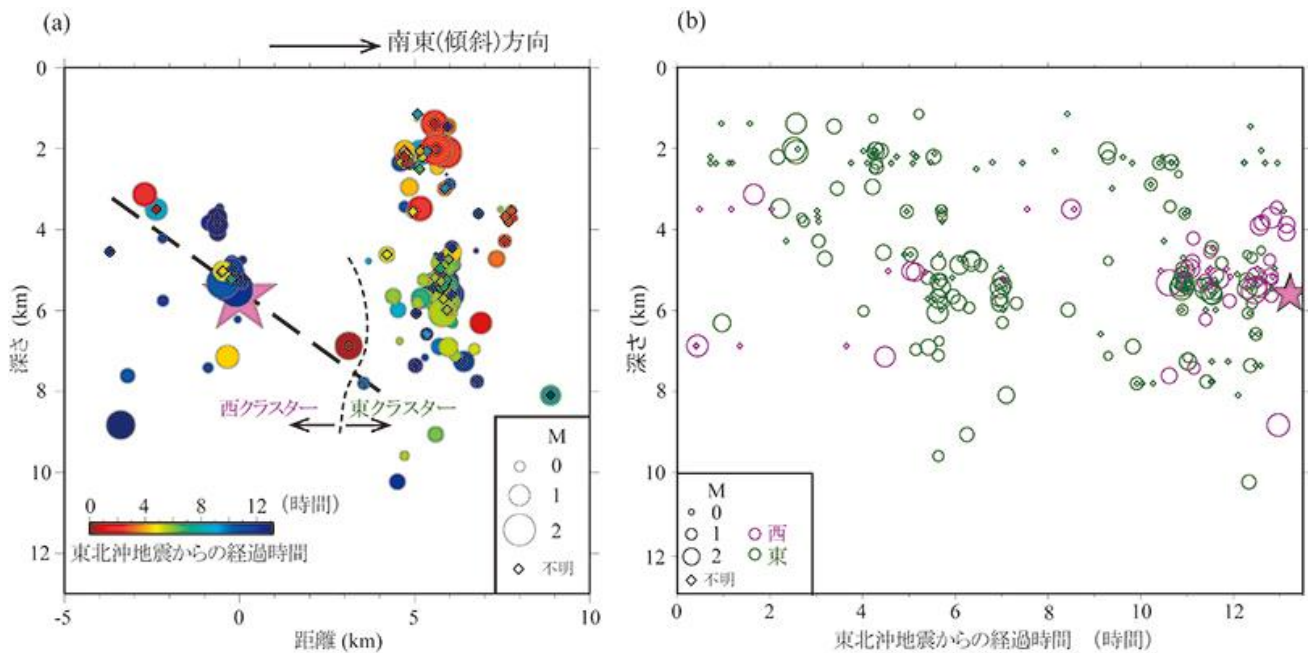 (a)
南東(傾斜)方向
0
2
4
6
8
10
12
深さ (km)
西クラスター
東クラスター
M
0
1
2
不明
0 4 8 12 (時間)
東北沖地震からの経過時間
-5 0 5 10
距離 (km)
(b)
0
2
4
6
8
10
12
深さ (km)
M
0
1
2
不明
西
東
0 2 4 6 8 10 12
東北沖地震からの経過時間 (時間)